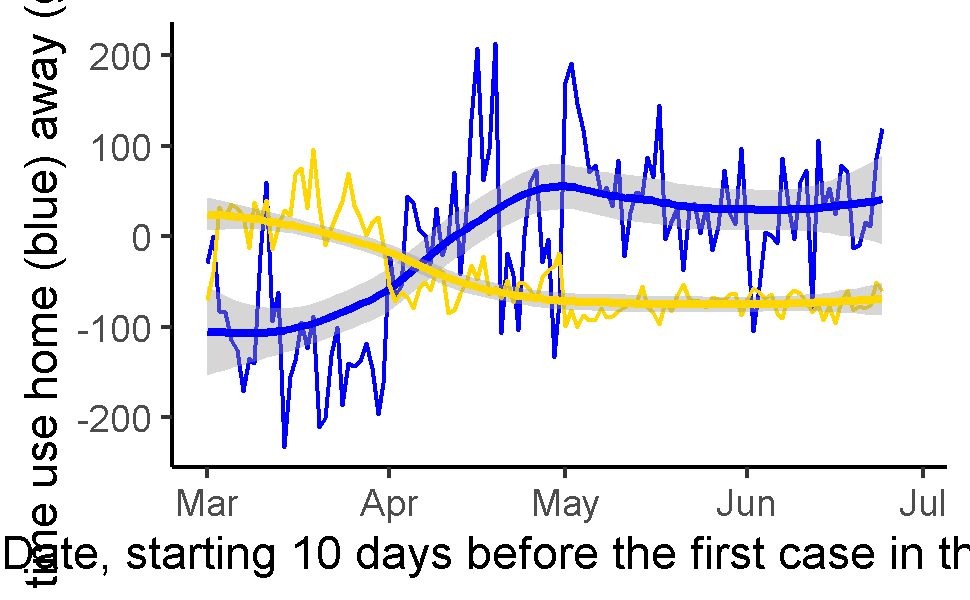 time use home (blue) away (
200
100
0
-100
-200
Mar Apr May Jun Jul
Date, starting 10 days before the first case in th